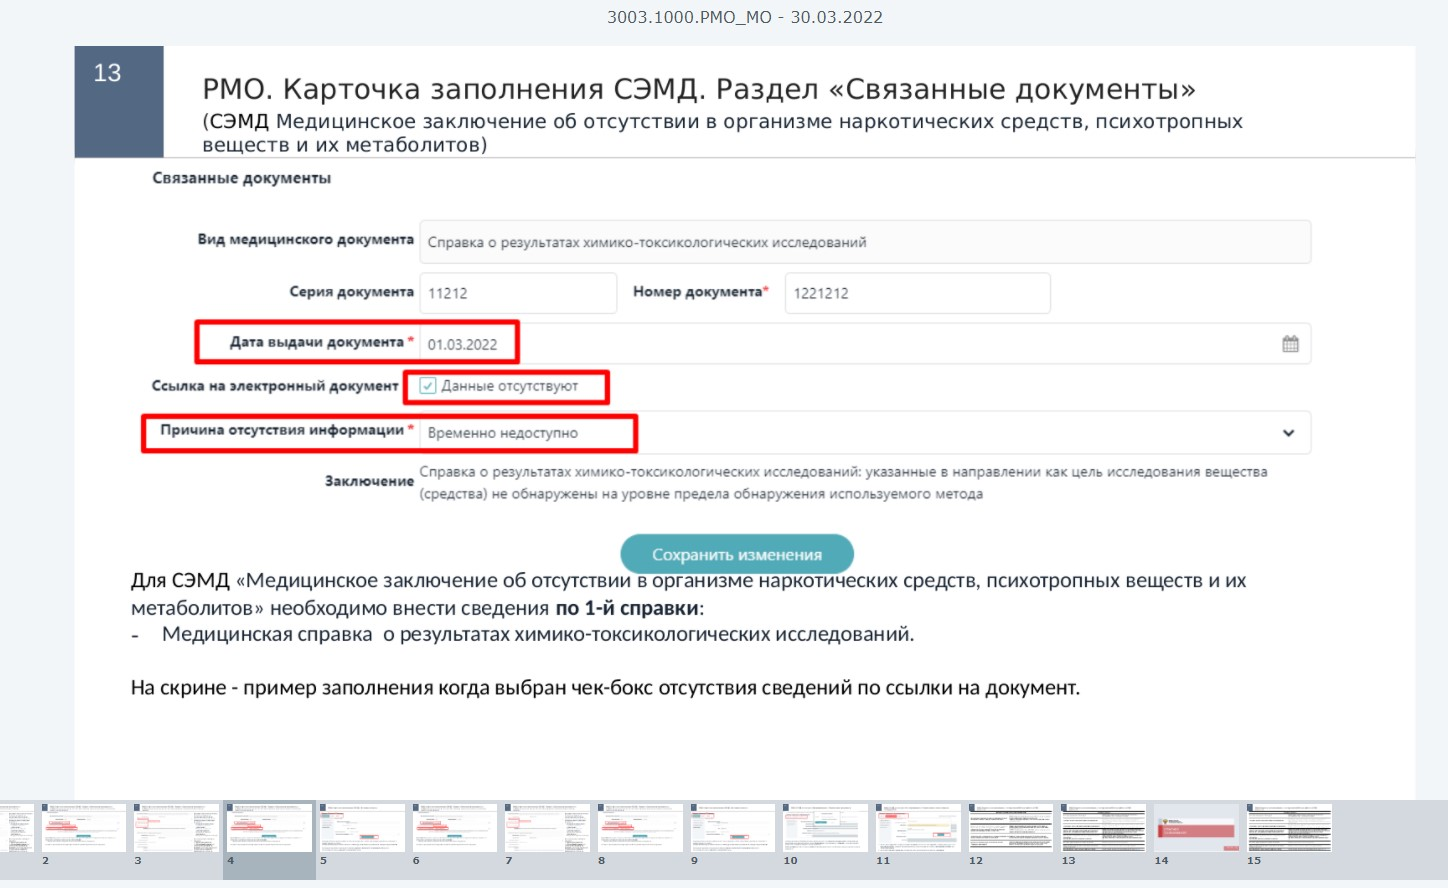 3003.1000.РМО_МО - 30.03.2022
13
РМО. Карточка заполнения СЭМД. Раздел «Связанные документы»
(СЭМД Медицинское заключение об отсутствии в организме наркотических средств, психотропных
веществ и их метаболитов)
Связанные документы
Вид медицинского документа Справка о результатах химико-токсикологических исследований
Серия документа 11212 Номер документа* 1221212
Дата выдачи документа * 01.03.2022
Ссылка на электронный документ Данные отсутствуют
Причина отсутствия информации * Временно недоступно
Заключение Справка о результатах химико-токсикологических исследований: указанные в направлении как цель исследования вещества
(средства) не обнаружены на уровне предела обнаружения используемого метода
Сохранить изменения
Для СЭМД «Медицинское заключение об отсутствии в организме наркотических средств, психотропных веществ и их
метаболитов» необходимо внести сведения по 1-й справки:
- Медицинская справка о результатах химико-токсикологических исследований.
На скрине - пример заполнения когда выбран чек-бокс отсутствия сведений по ссылки на документ.
2 3 4 5 6 7 8 9 10 11 12 13 14 15